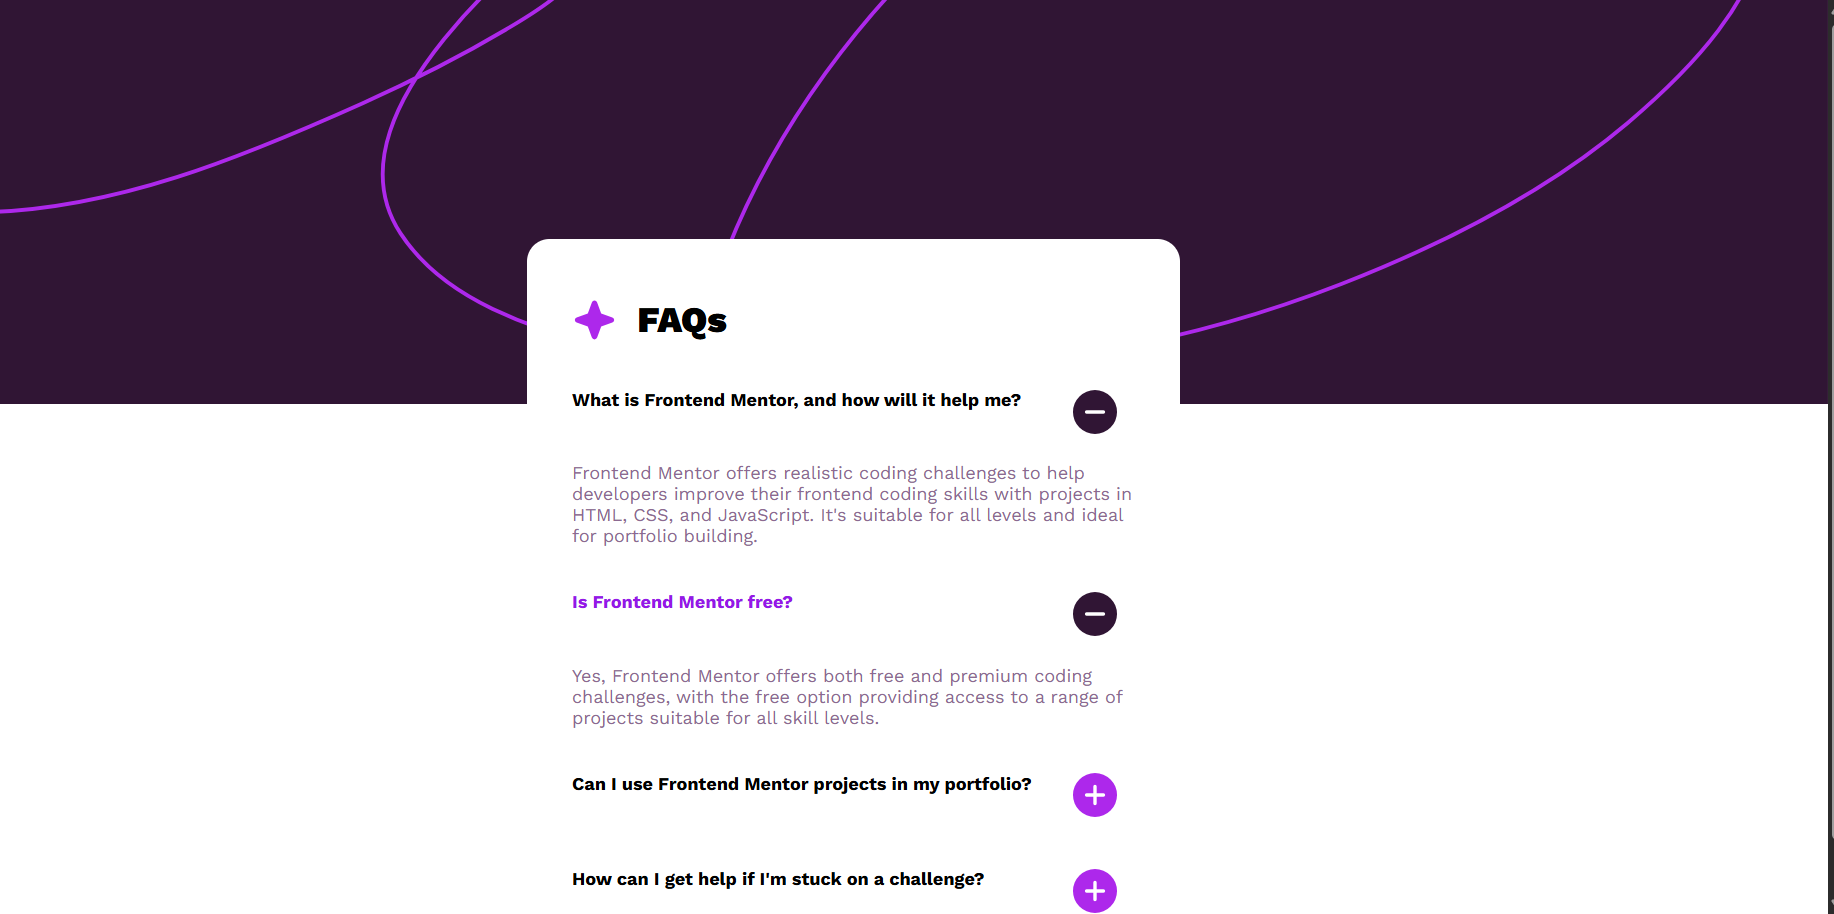 FAQs
What is Frontend Mentor, and how will it help me?
Frontend Mentor offers realistic coding challenges to help
developers improve their frontend coding skills with projects in
HTML, CSS, and JavaScript. It's suitable for all levels and ideal
for portfolio building.
Is Frontend Mentor free?
Yes, Frontend Mentor offers both free and premium coding
challenges, with the free option providing access to a range of
projects suitable for all skill levels.
Can I use Frontend Mentor projects in my portfolio?
How can I get help if I'm stuck on a challenge?